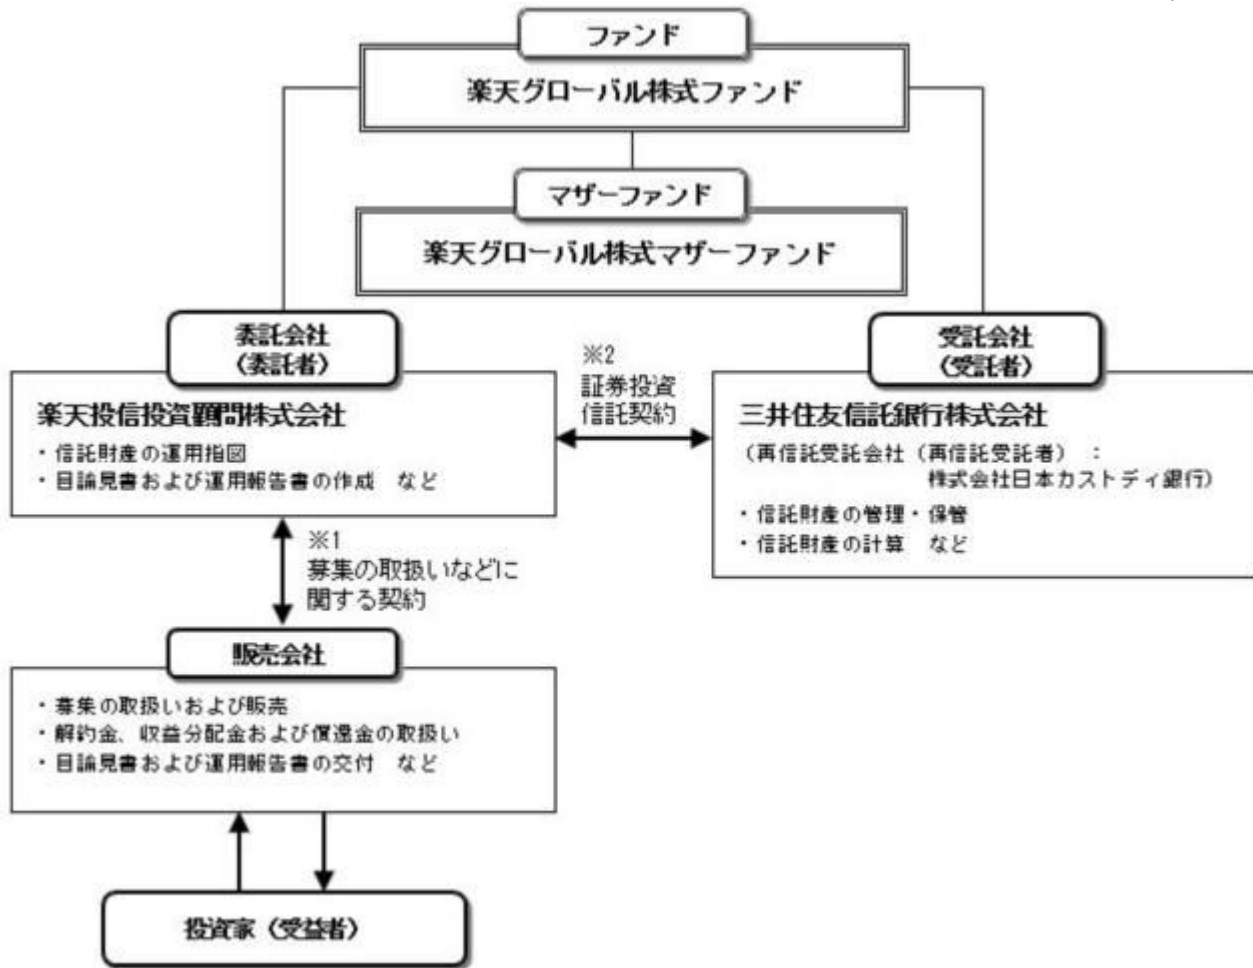 ファンド
楽天グローバル株式ファンド
マザーファンド
楽天グローバル株式マザーファンド
委託会社
（委託者）
楽天投信投資顧問株式会社
・信託財産の運用指図
・目論見書および運用報告書の作成　など
※2
証券投資
信託契約
受託会社
（受託者）
三井住友信託銀行株式会社
（再信託受託会社（再信託受託者）：
株式会社日本カストディ銀行）
・信託財産の管理・保管
・信託財産の計算　など
※1
募集の取扱いなどに
関する契約
販売会社
・募集の取扱いおよび販売
・解約金、収益分配金および償還金の取扱い
・目論見書および運用報告書の交付　など
投資家（受益者）